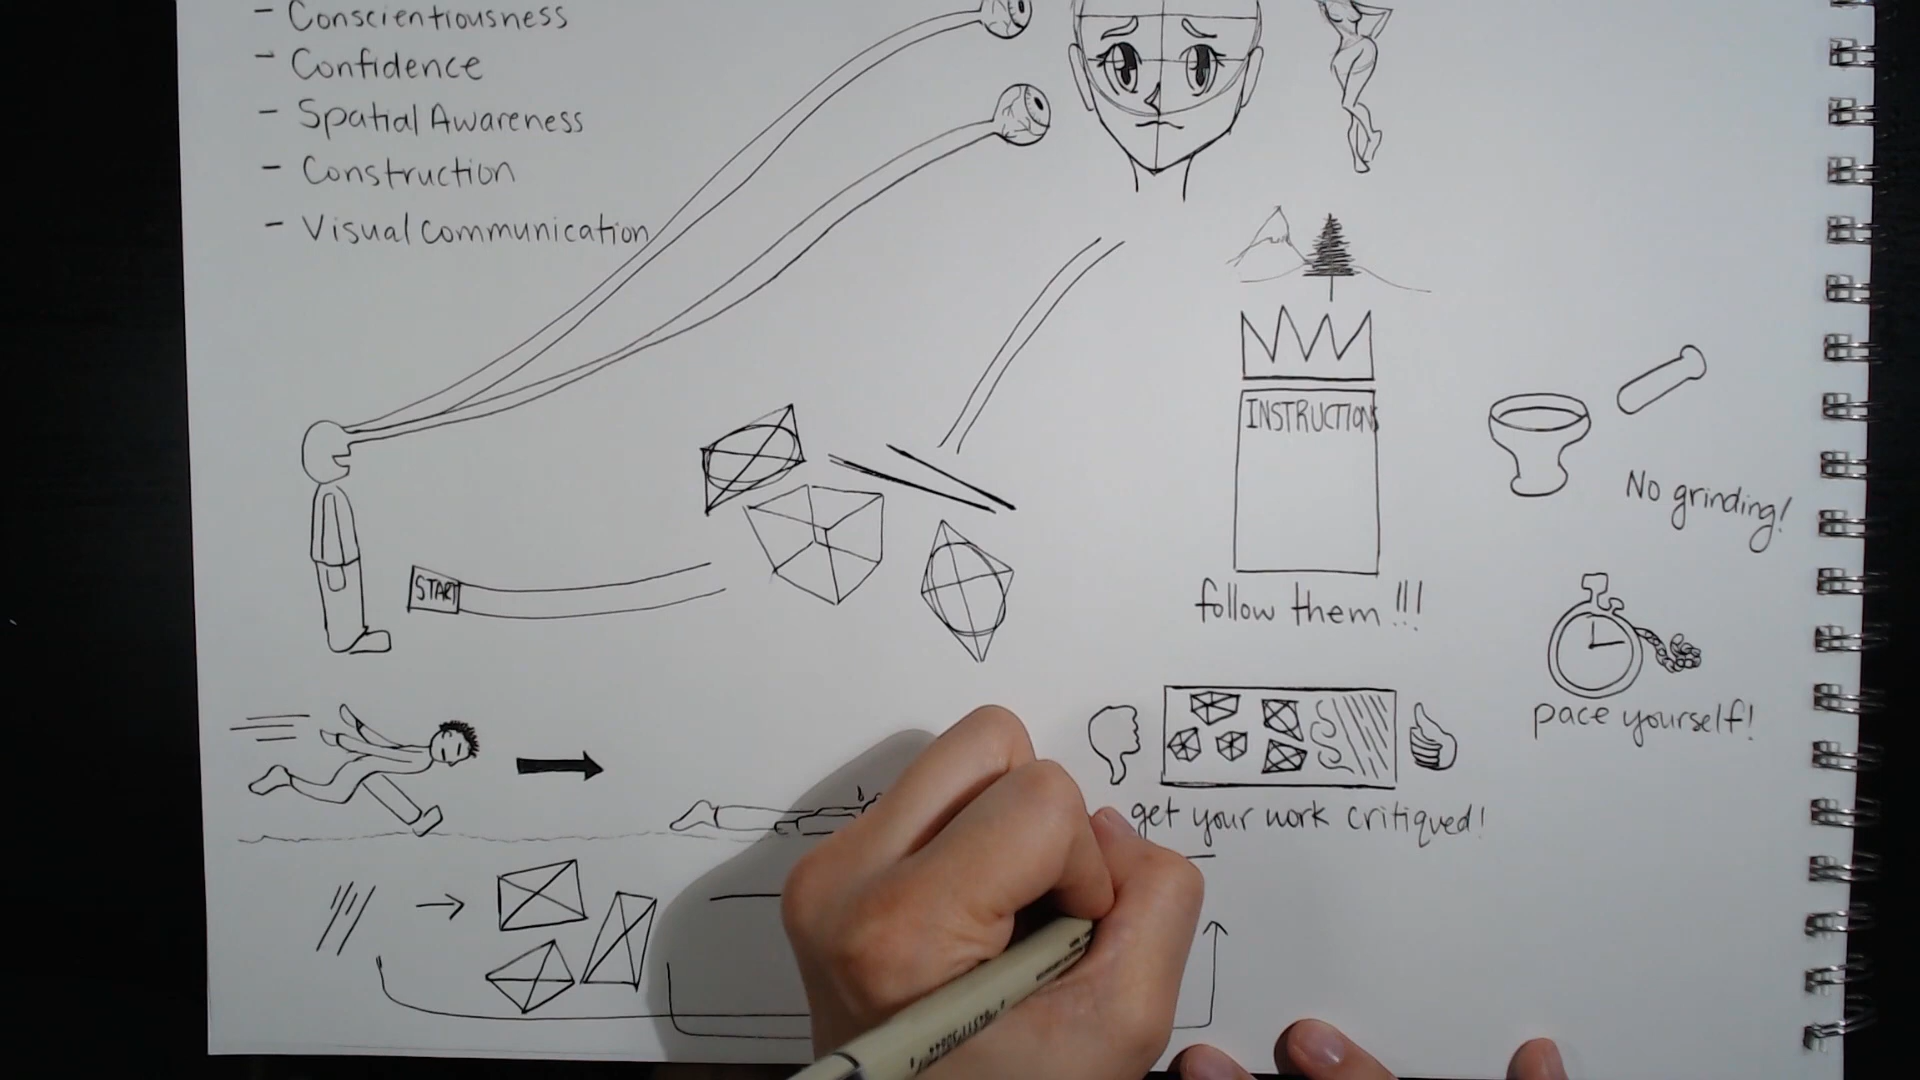 - Conscientiousness
- Confidence
- Spatial Awareness
- Construction
- Visual Communication
INSTRUCTIONS
No grinding!
START
follow them!!!
pace yourself!
get your work critiqued!